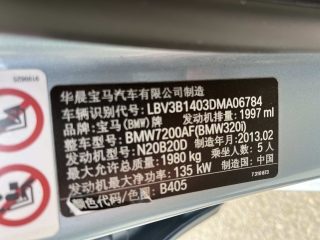 华晨宝马汽车有限公司制造
车辆识别代号: LBV3B1403DMA06784
品牌: 宝马(BMW)牌 发动机排量: 1997 ml
整车型号: BMW7200AF(BMW320i)
发动机型号: N20B20D 制造年月: 2013.02
最大允许总质量: 1980 kg 乘坐人数: 5 人
发动机最大净功率: 135 kW 制造国: 中国
颜色代码/色图: B405